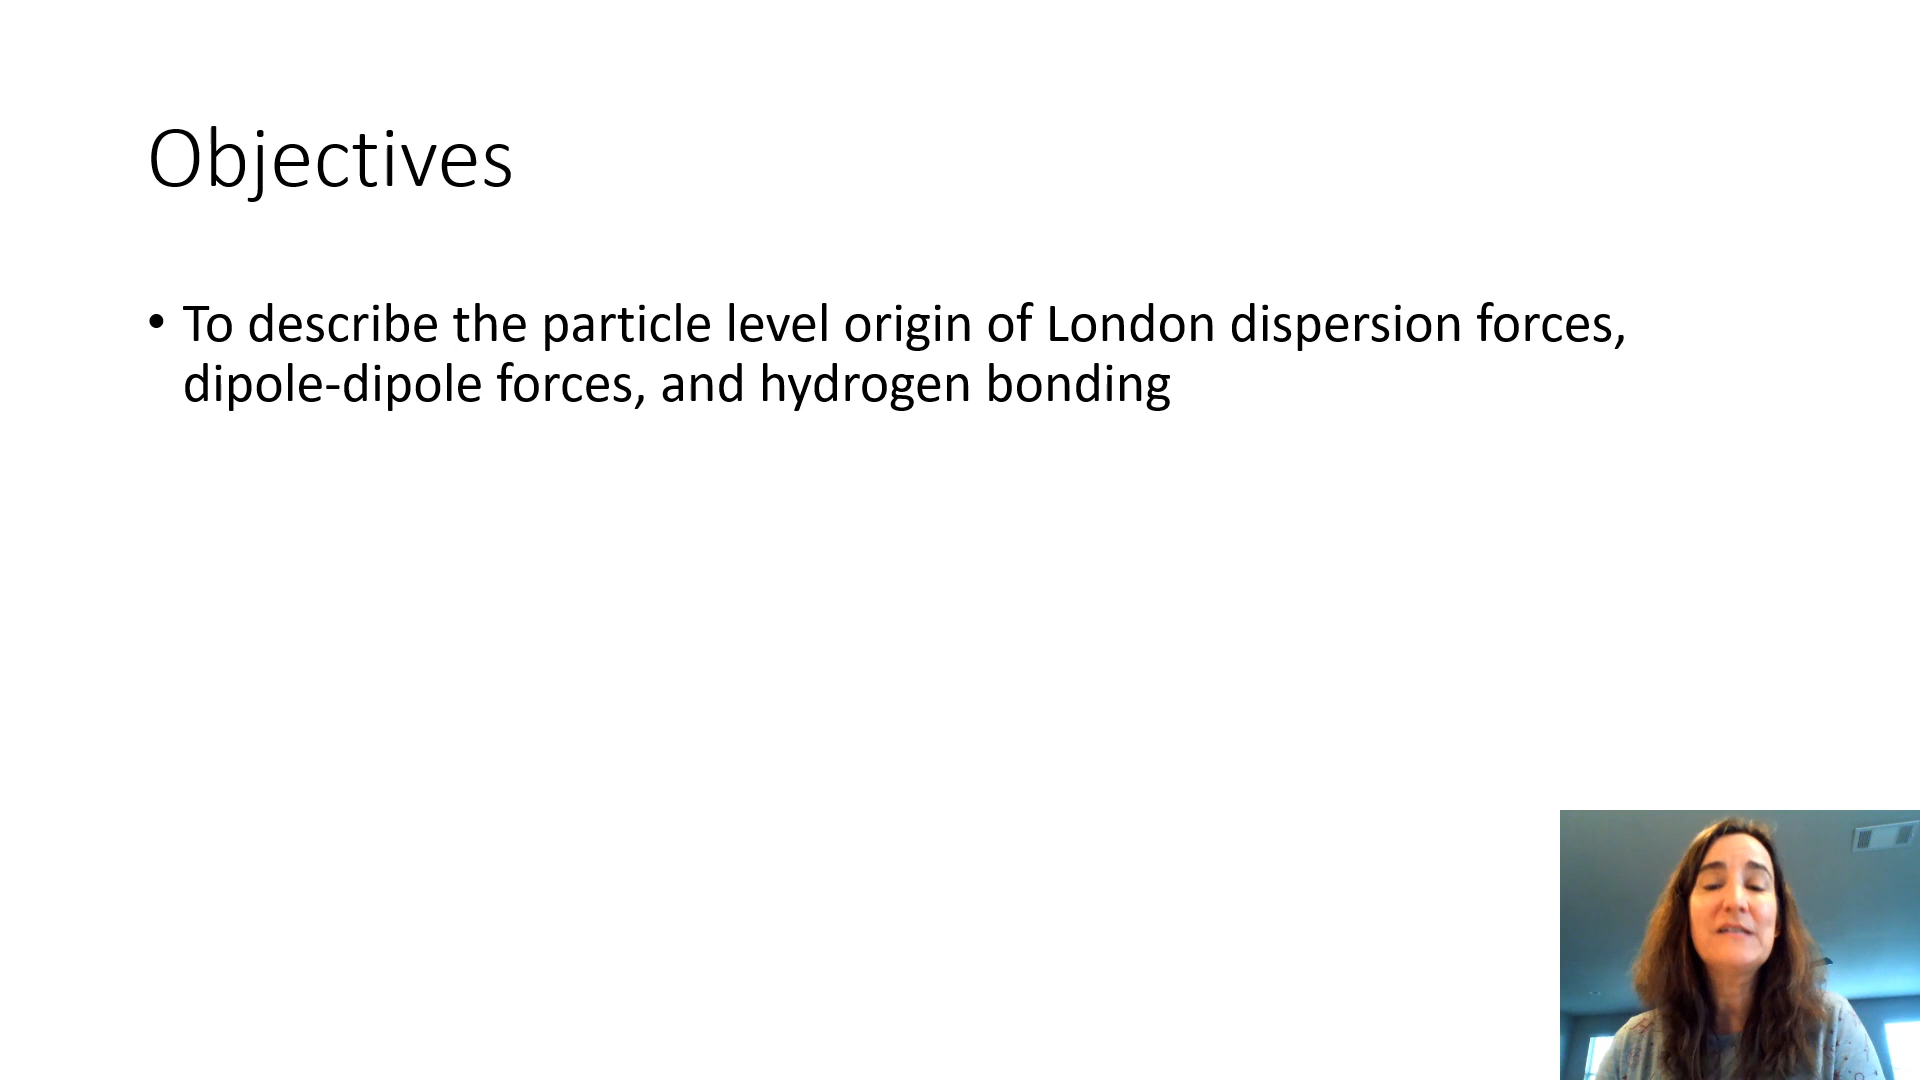 Objectives
• To describe the particle level origin of London dispersion forces,
dipole-dipole forces, and hydrogen bonding